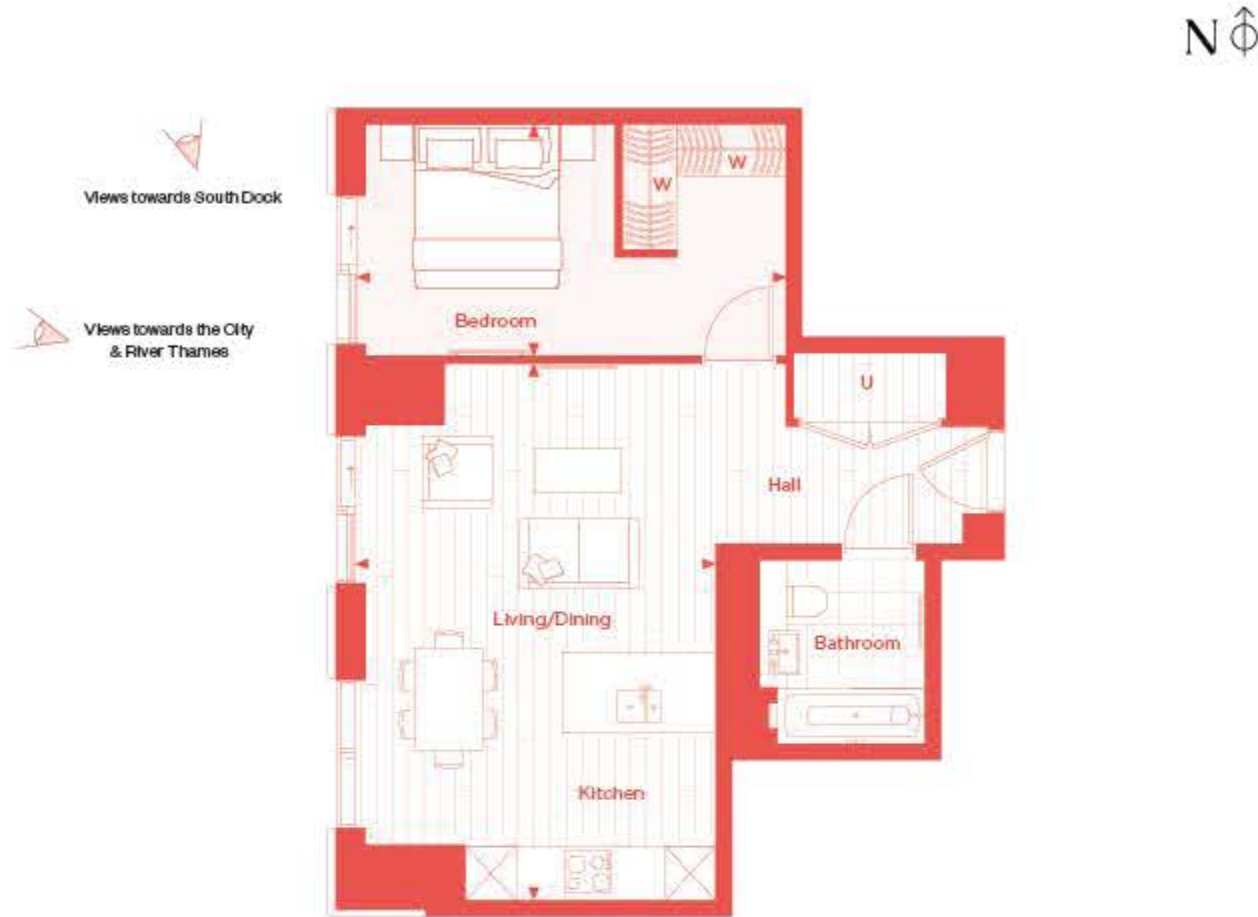 N
Views towards South Dock
Views towards the City
& River Thames
W
W
Bedroom
U
Hall
Living/Dining
Bathroom
Kitchen